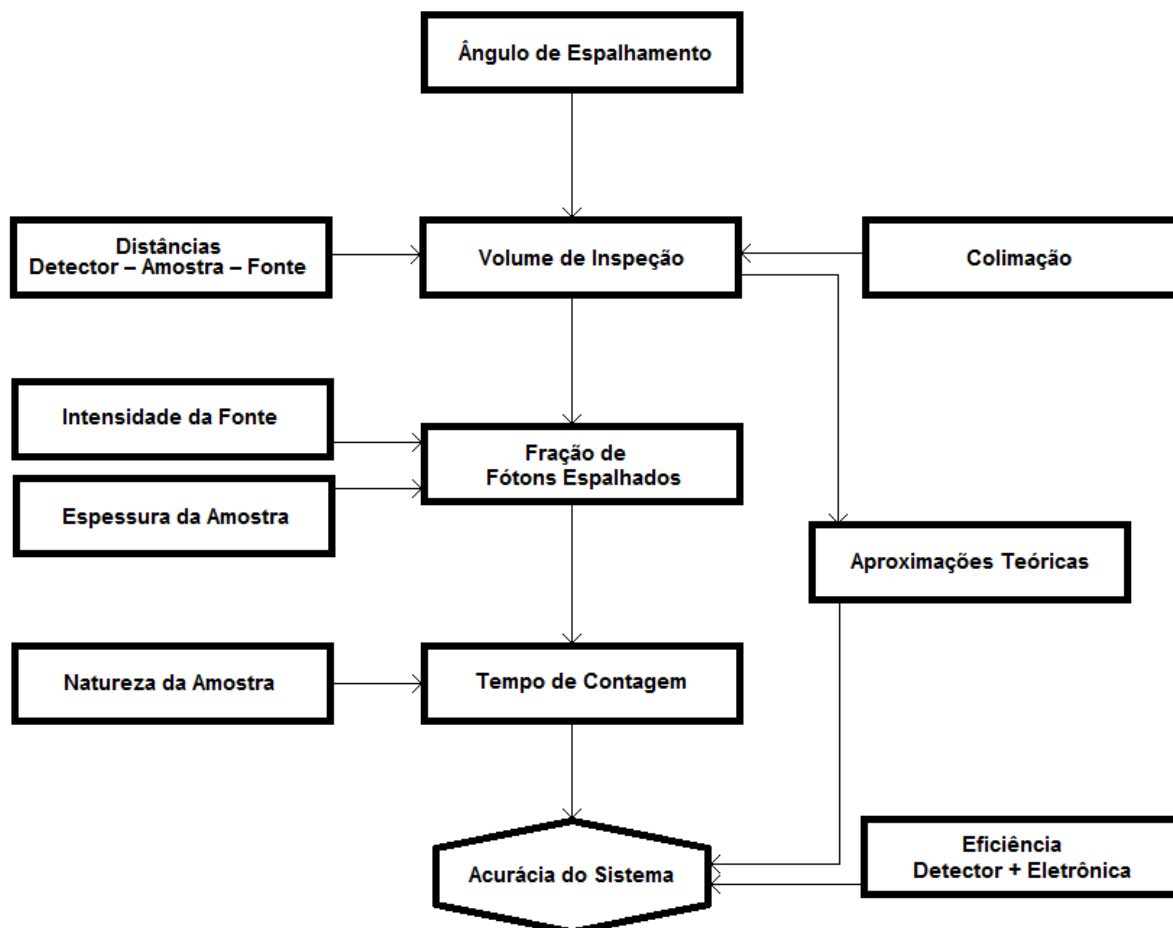 Ângulo de Espalhamento
Distâncias
Detector – Amostra – Fonte
Volume de Inspeção
Colimação
Intensidade da Fonte
Fração de
Fótons Espalhados
Espessura da Amostra
Aproximações Teóricas
Natureza da Amostra
Tempo de Contagem
Acurácia do Sistema
Eficiência
Detector + Eletrônica